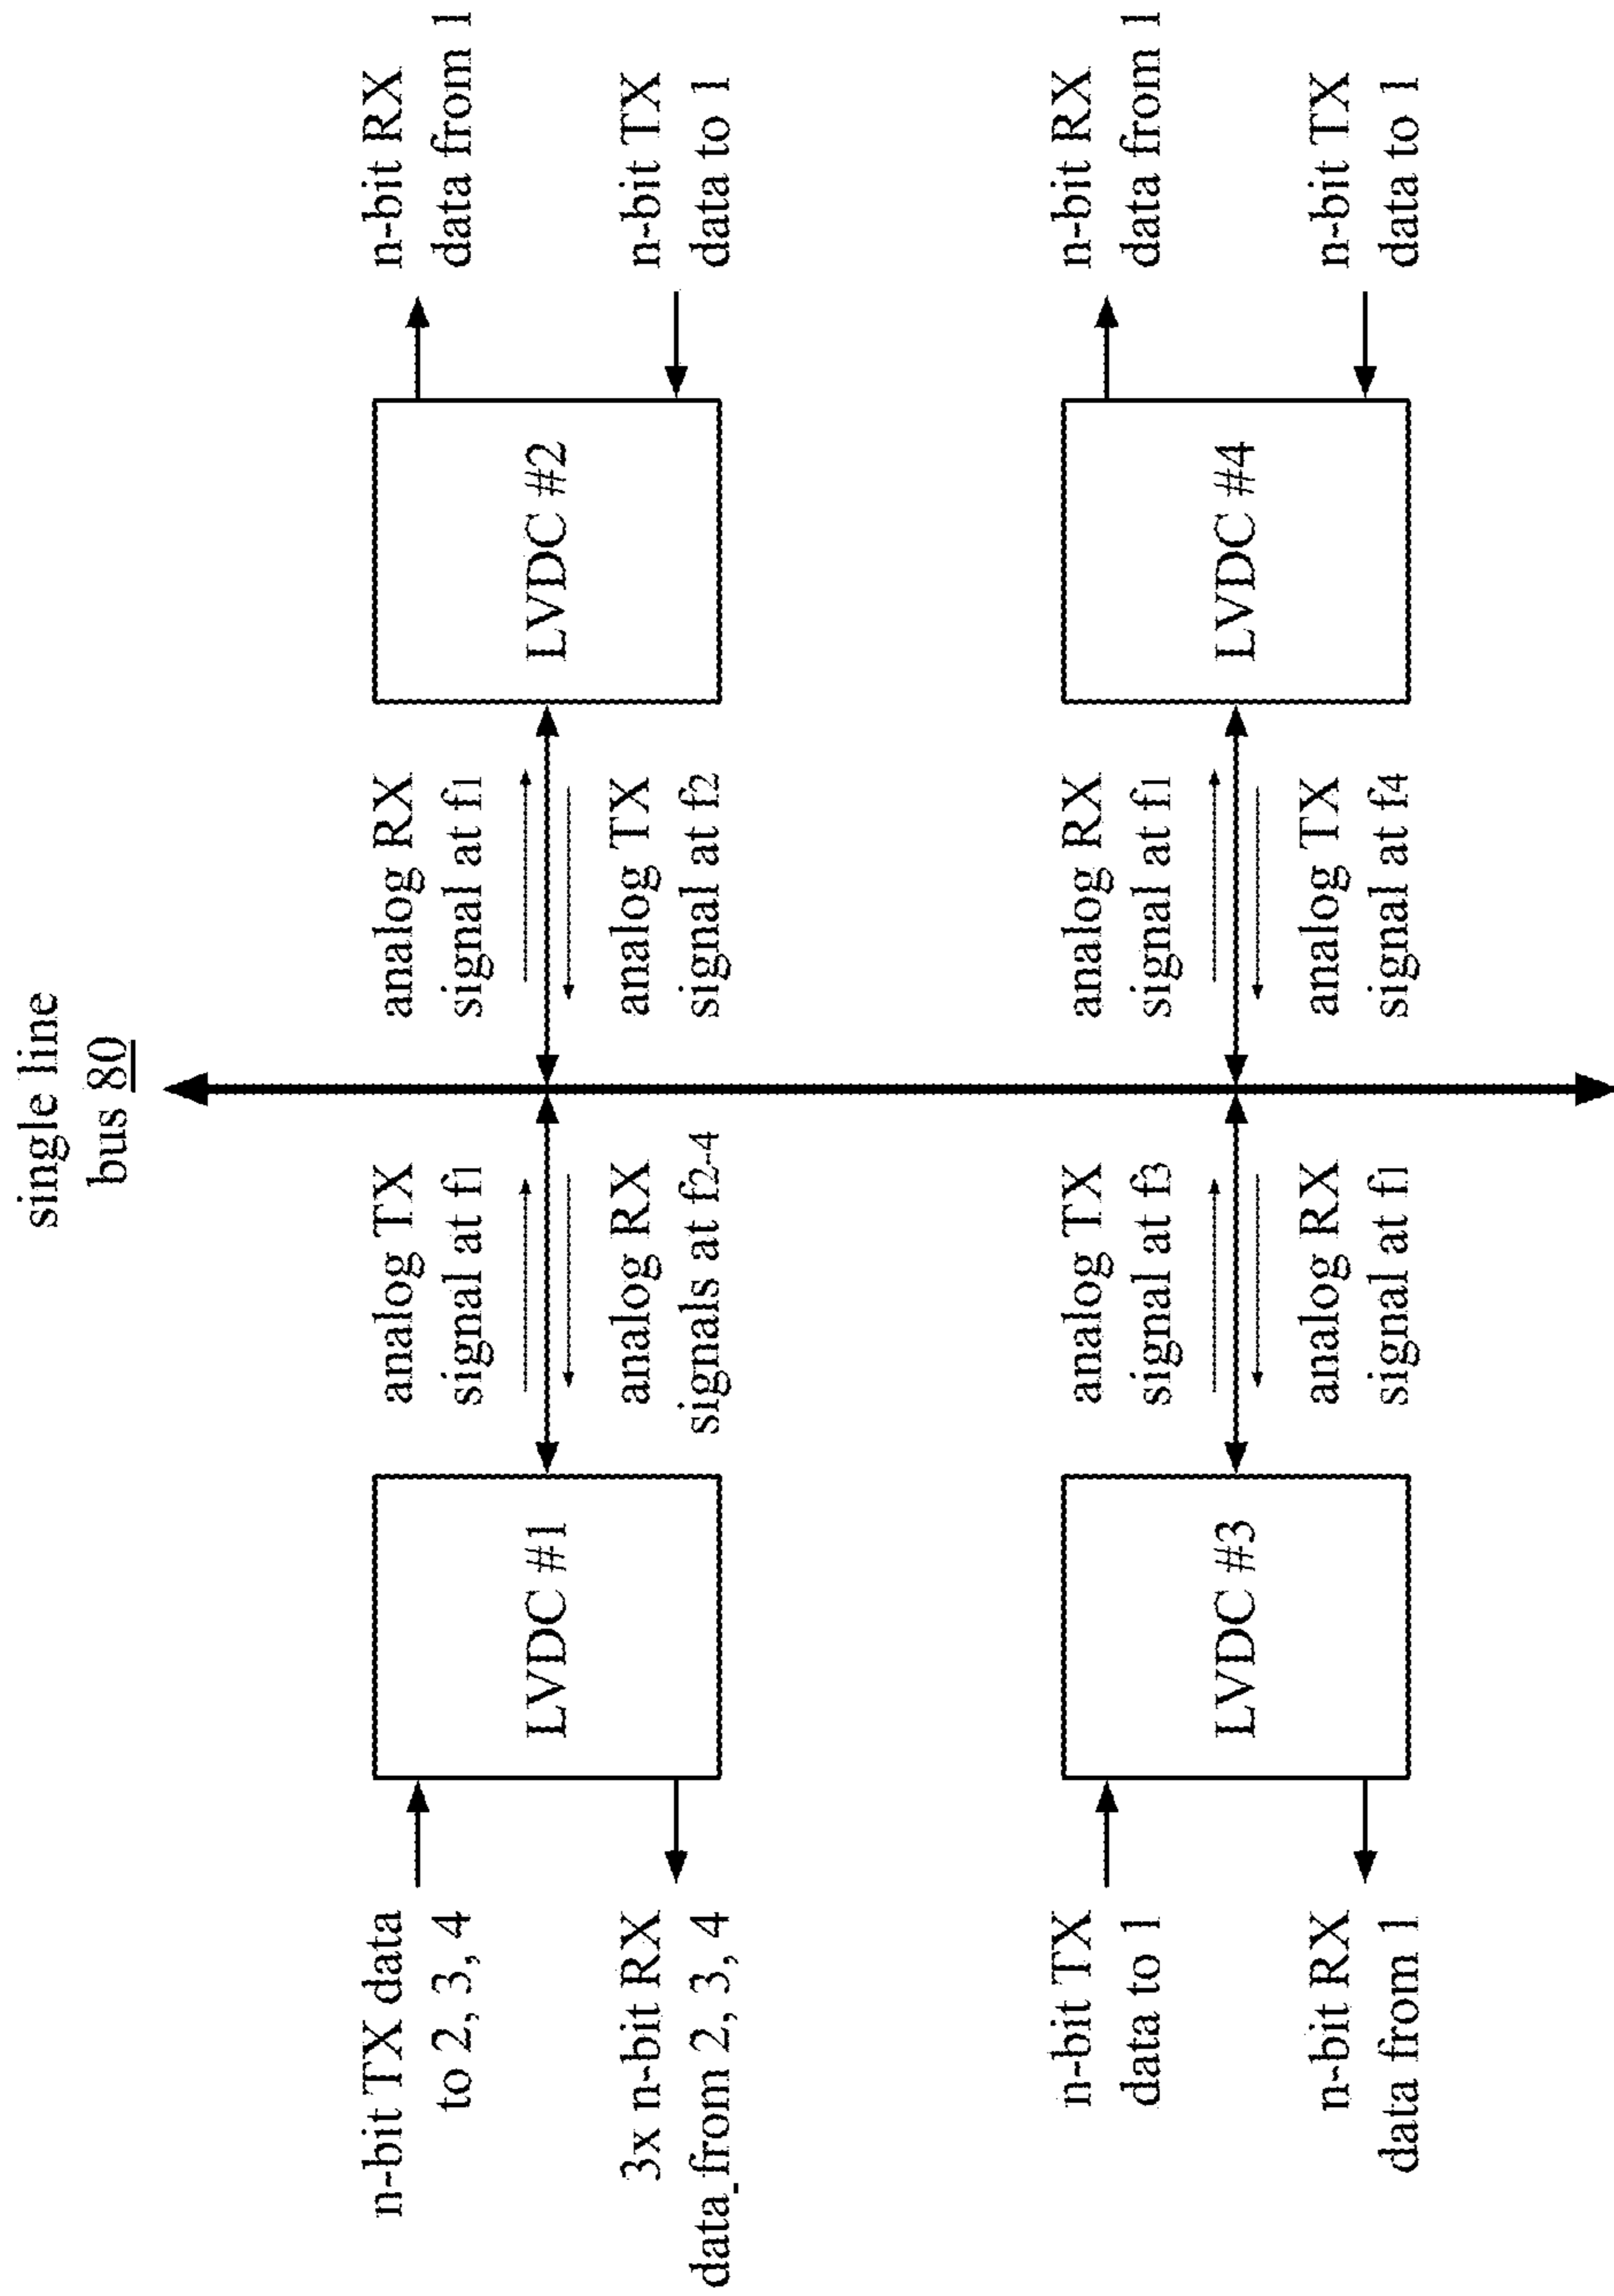 single line
bus 80
n-bit TX data
to 2, 3, 4
3x n-bit RX
data from 2, 3, 4
LVDC #1
analog TX
signal at f1
analog RX
signals at f2-4
analog RX
signal at f1
analog TX
signal at f2
LVDC #2
n-bit RX
data from 1
n-bit TX
data to 1
n-bit TX
data to 1
n-bit RX
data from 1
LVDC #3
analog TX
signal at f3
analog RX
signal at f1
analog RX
signal at f1
analog TX
signal at f4
LVDC #4
n-bit RX
data from 1
n-bit TX
data to 1